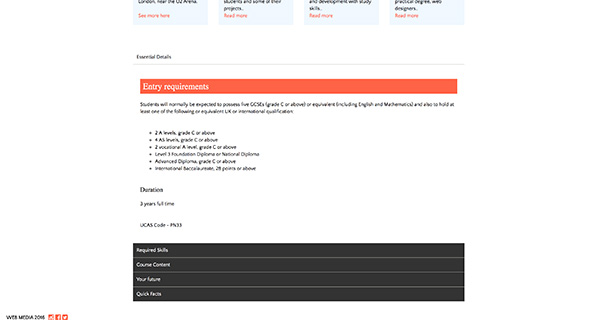 London, near the O2 Arena.
See more here
students and some of their
projects..
Read more
and development with study
skills..
Read more
practical degree, web
designers..
Read more
Essential Details
Entry requirements
Students will normally be expected to possess five GCSEs (grade C or above) or equivalent (including English and Mathematics) and also to hold at
least one of the following or equivalent UK or international qualification:
2 A levels, grade C or above
4 AS levels, grade C or above
2 vocational A level, grade C or above
Level 3 Foundation Diploma or National Diploma
Advanced Diploma, grade C or above
International Baccalaureate, 28 points or above
Duration
3 years full-time
UCAS Code - PN33
Required Skills
Course Content
Your future
Quick Facts
WEB MEDIA 2016